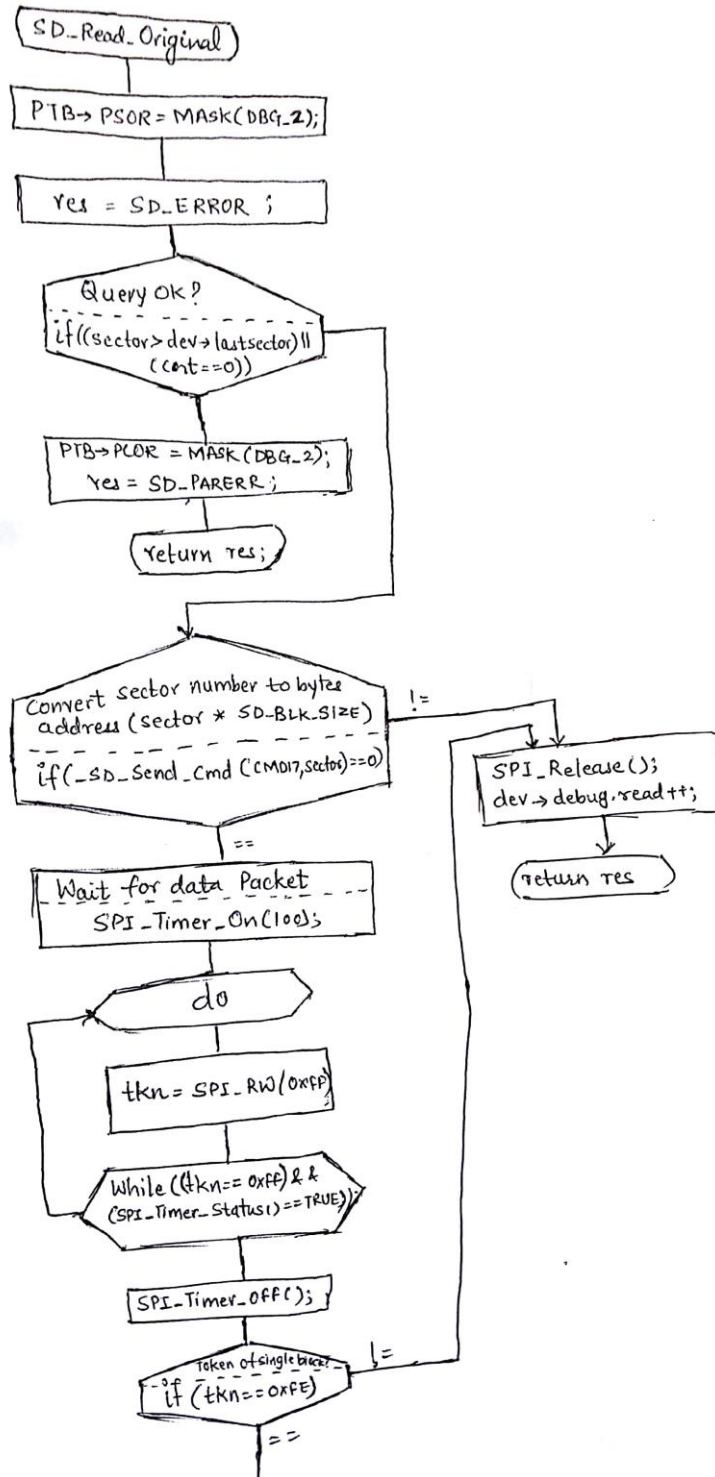 SD_Read_Original
PTB→PSOR = MASK(DBG_2);
res = SD_ERROR ;
Query OK?
if((sector>dev→lastsector)||
(cnt==0))
PTB→PCOR = MASK(DBG_2);
res = SD_PARERR;
return res;
Convert sector number to bytes
address (sector * SD_BLK_SIZE)
if(_SD_Send_Cmd (CMD17,sector)==0)
!=
SPI_Release();
dev→debug.read++;
return res
==
Wait for data Packet
SPI_Timer_On(100);
do
tkn = SPI_RW(0xff)
While ((tkn== 0xff) & &
(SPI_Timer_Status()==TRUE));
SPI_Timer_Off();
Token of single block?
if (tkn==0xFE)
!=
==